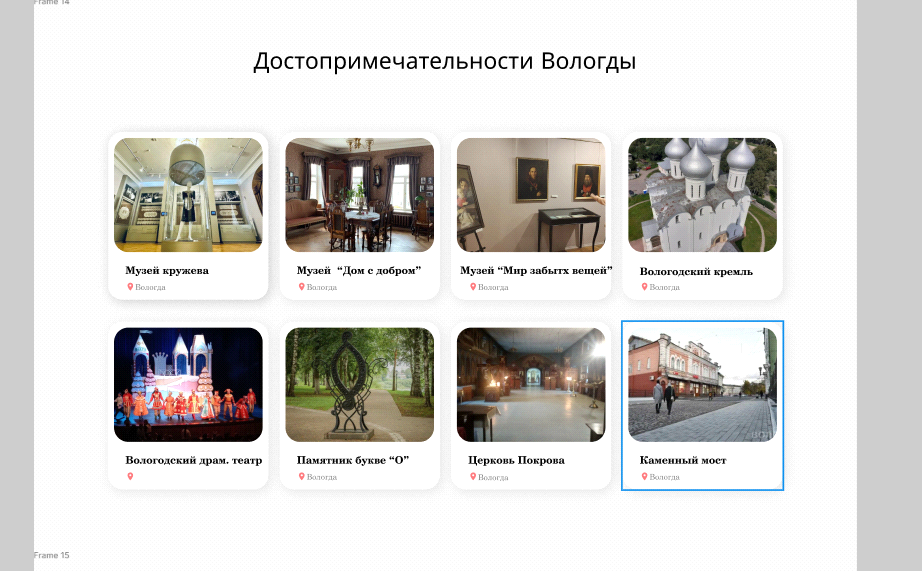 Frame 14
Достопримечательности Вологды
Музей кружева
Вологда
Музей “Дом с добром”
Вологда
Музей “Мир забытх вещей”
Вологда
Вологодский кремль
Вологда
Вологодский драм. театр
Памятник букве “О”
Вологда
Церковь Покрова
Вологда
Каменный мост
Вологда
Frame 15